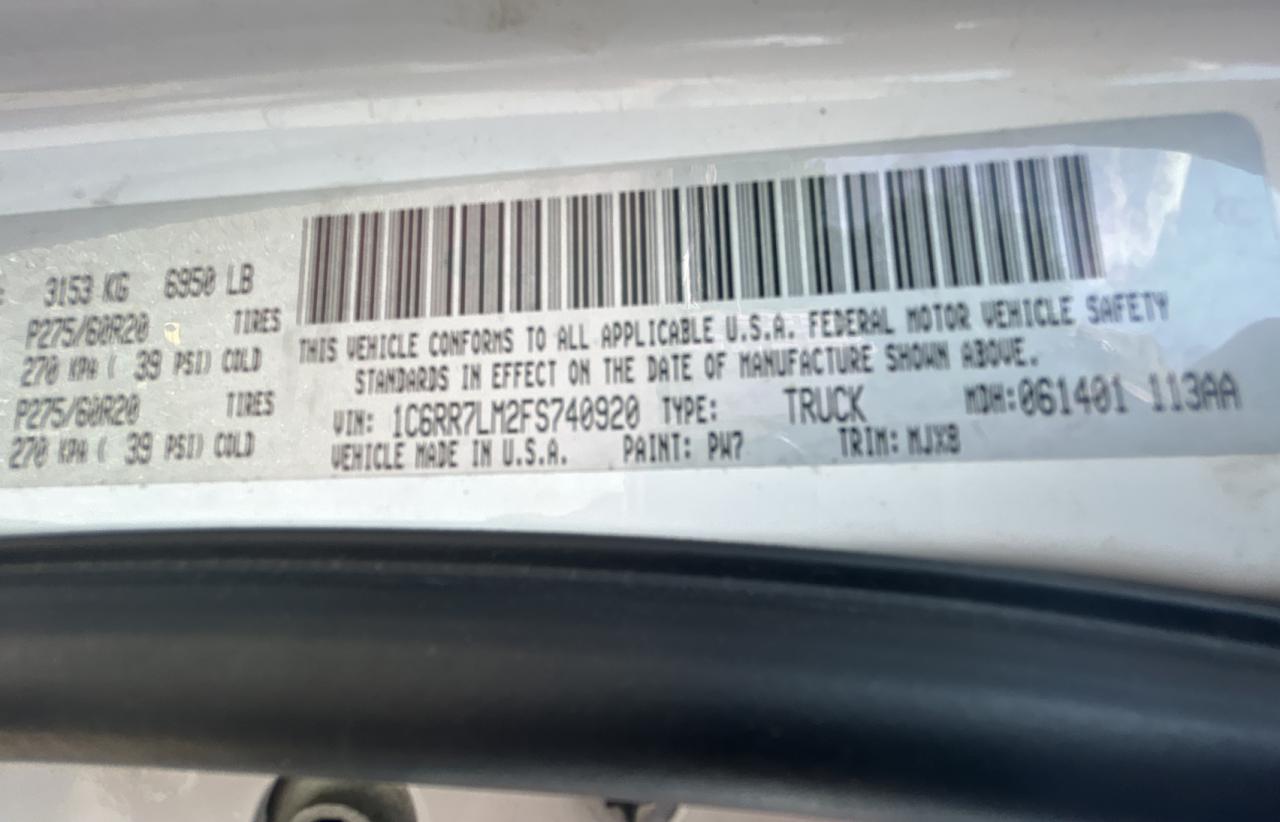 : 3153 KG 6950 LB
P275/60R20 TIRES
270 KPA ( 39 PSI) COLD
P275/60R20 TIRES
270 KPA ( 39 PSI) COLD
THIS VEHICLE CONFORMS TO ALL APPLICABLE U.S.A. FEDERAL MOTOR VEHICLE SAFETY
STANDARDS IN EFFECT ON THE DATE OF MANUFACTURE SHOWN ABOVE.
VIN: 1C6RR7LM2FS740920 TYPE: TRUCK MDH:061401 113AA
VEHICLE MADE IN U.S.A. PAINT: PW7 TRIM: MJX8